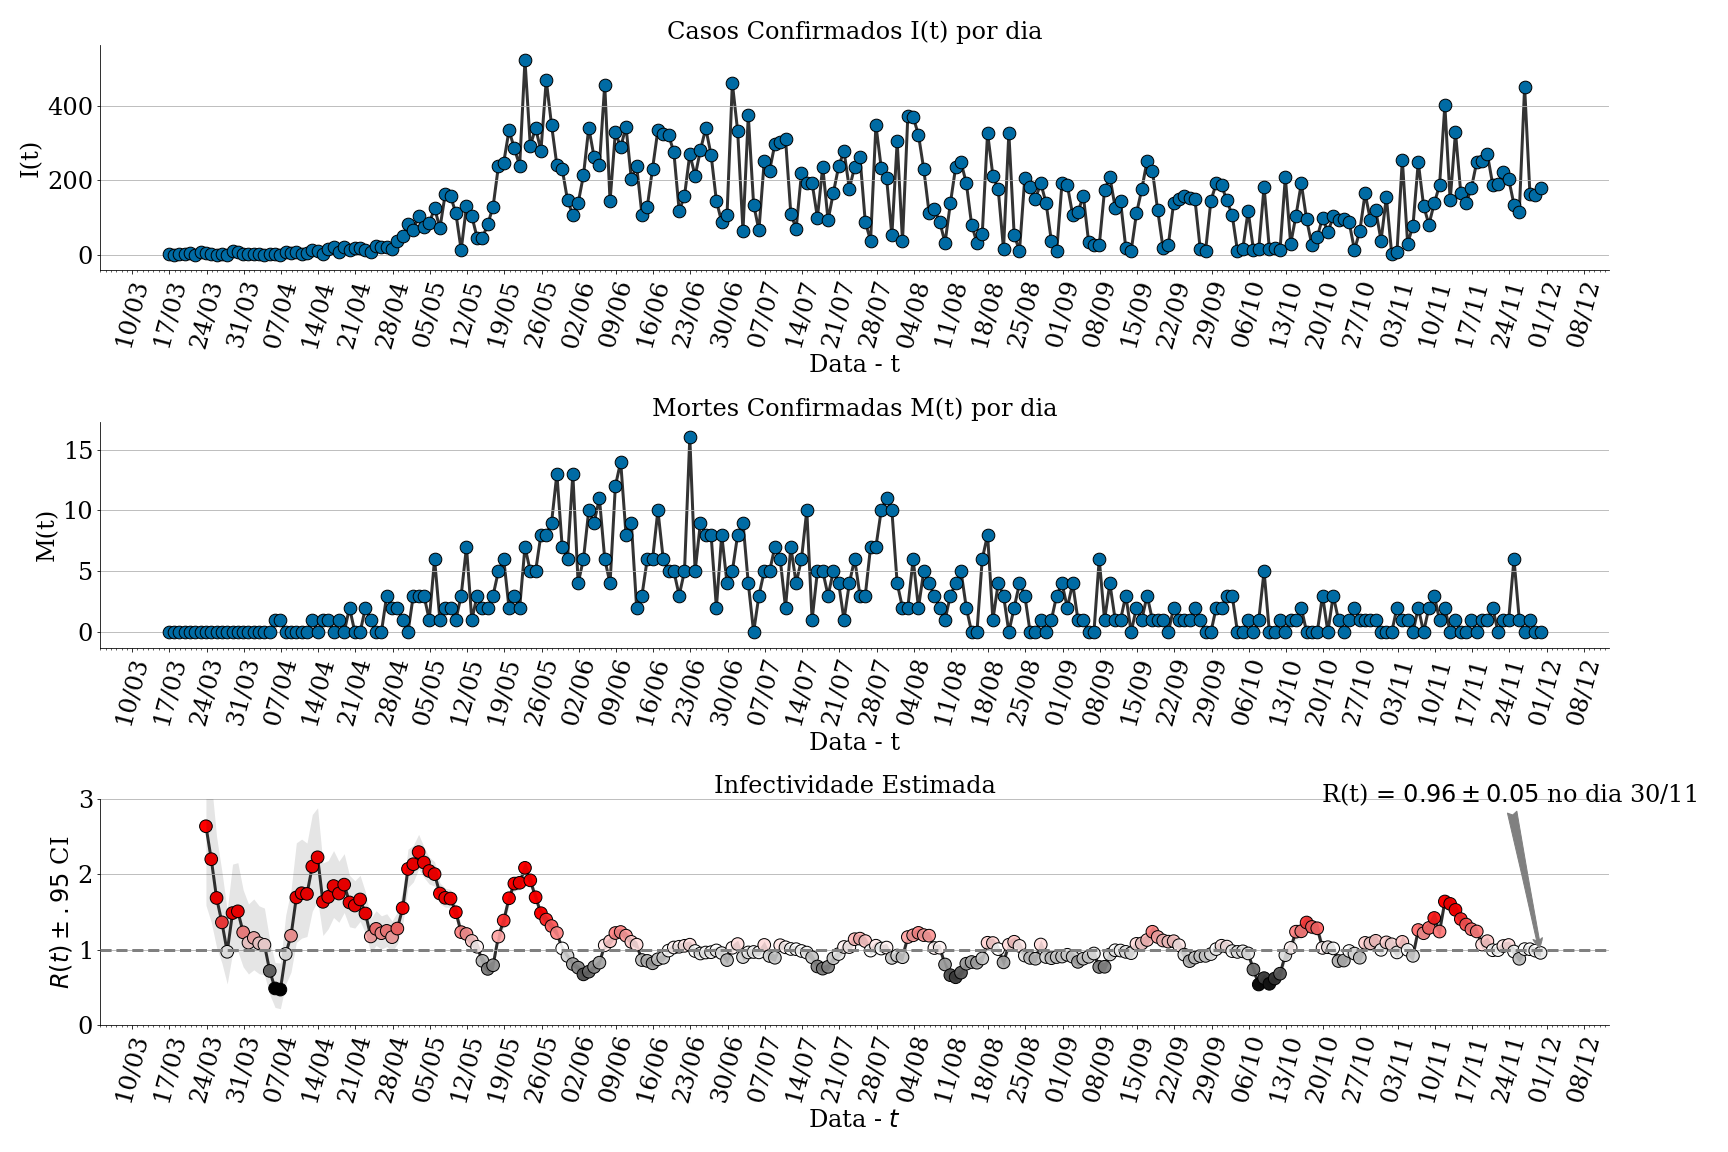 Casos Confirmados I(t) por dia
I(t)
400
200
0
10/03 17/03 24/03 31/03 07/04 14/04 21/04 28/04 05/05 12/05 19/05 26/05 02/06 09/06 16/06 23/06 30/06 07/07 14/07 21/07 28/07 04/08 11/08 18/08 25/08 01/09 08/09 15/09 22/09 29/09 06/10 13/10 20/10 27/10 03/11 10/11 17/11 24/11 01/12 08/12
Data - t
Mortes Confirmadas M(t) por dia
M(t)
15
10
5
0
10/03 17/03 24/03 31/03 07/04 14/04 21/04 28/04 05/05 12/05 19/05 26/05 02/06 09/06 16/06 23/06 30/06 07/07 14/07 21/07 28/07 04/08 11/08 18/08 25/08 01/09 08/09 15/09 22/09 29/09 06/10 13/10 20/10 27/10 03/11 10/11 17/11 24/11 01/12 08/12
Data - t
Infectividade Estimada
R(t) = 0.96 ± 0.05 no dia 30/11
R(t) ± .95 CI
3
2
1
0
10/03 17/03 24/03 31/03 07/04 14/04 21/04 28/04 05/05 12/05 19/05 26/05 02/06 09/06 16/06 23/06 30/06 07/07 14/07 21/07 28/07 04/08 11/08 18/08 25/08 01/09 08/09 15/09 22/09 29/09 06/10 13/10 20/10 27/10 03/11 10/11 17/11 24/11 01/12 08/12
Data - t